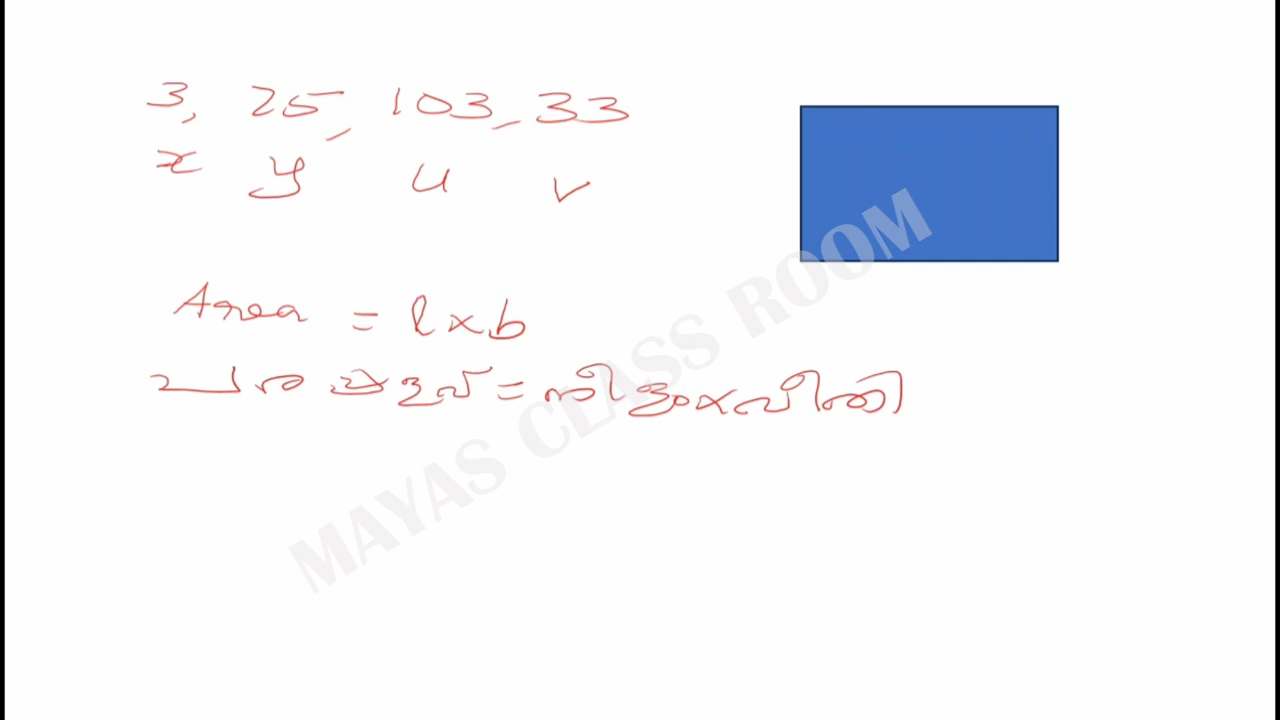 3, 25, 103, 33
x y u v
Area = l x b
പരപ്പളവ് = നീളം x വീതി
MAYAS CLASS ROOM